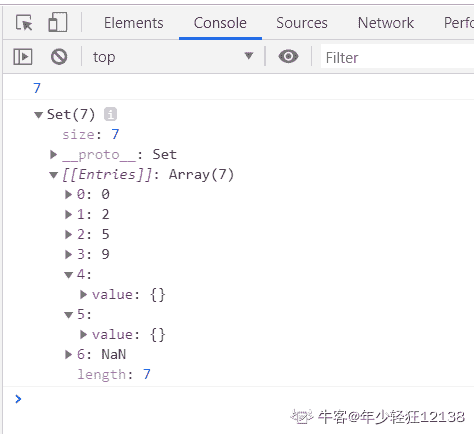 Elements Console Sources Network Perfo
top Filter
7
Set(7) i
size: 7
__proto__: Set
[[Entries]]: Array(7)
0: 0
1: 2
2: 5
3: 9
4:
value: {}
5:
value: {}
6: NaN
length: 7
>
牛客@年少轻狂12138